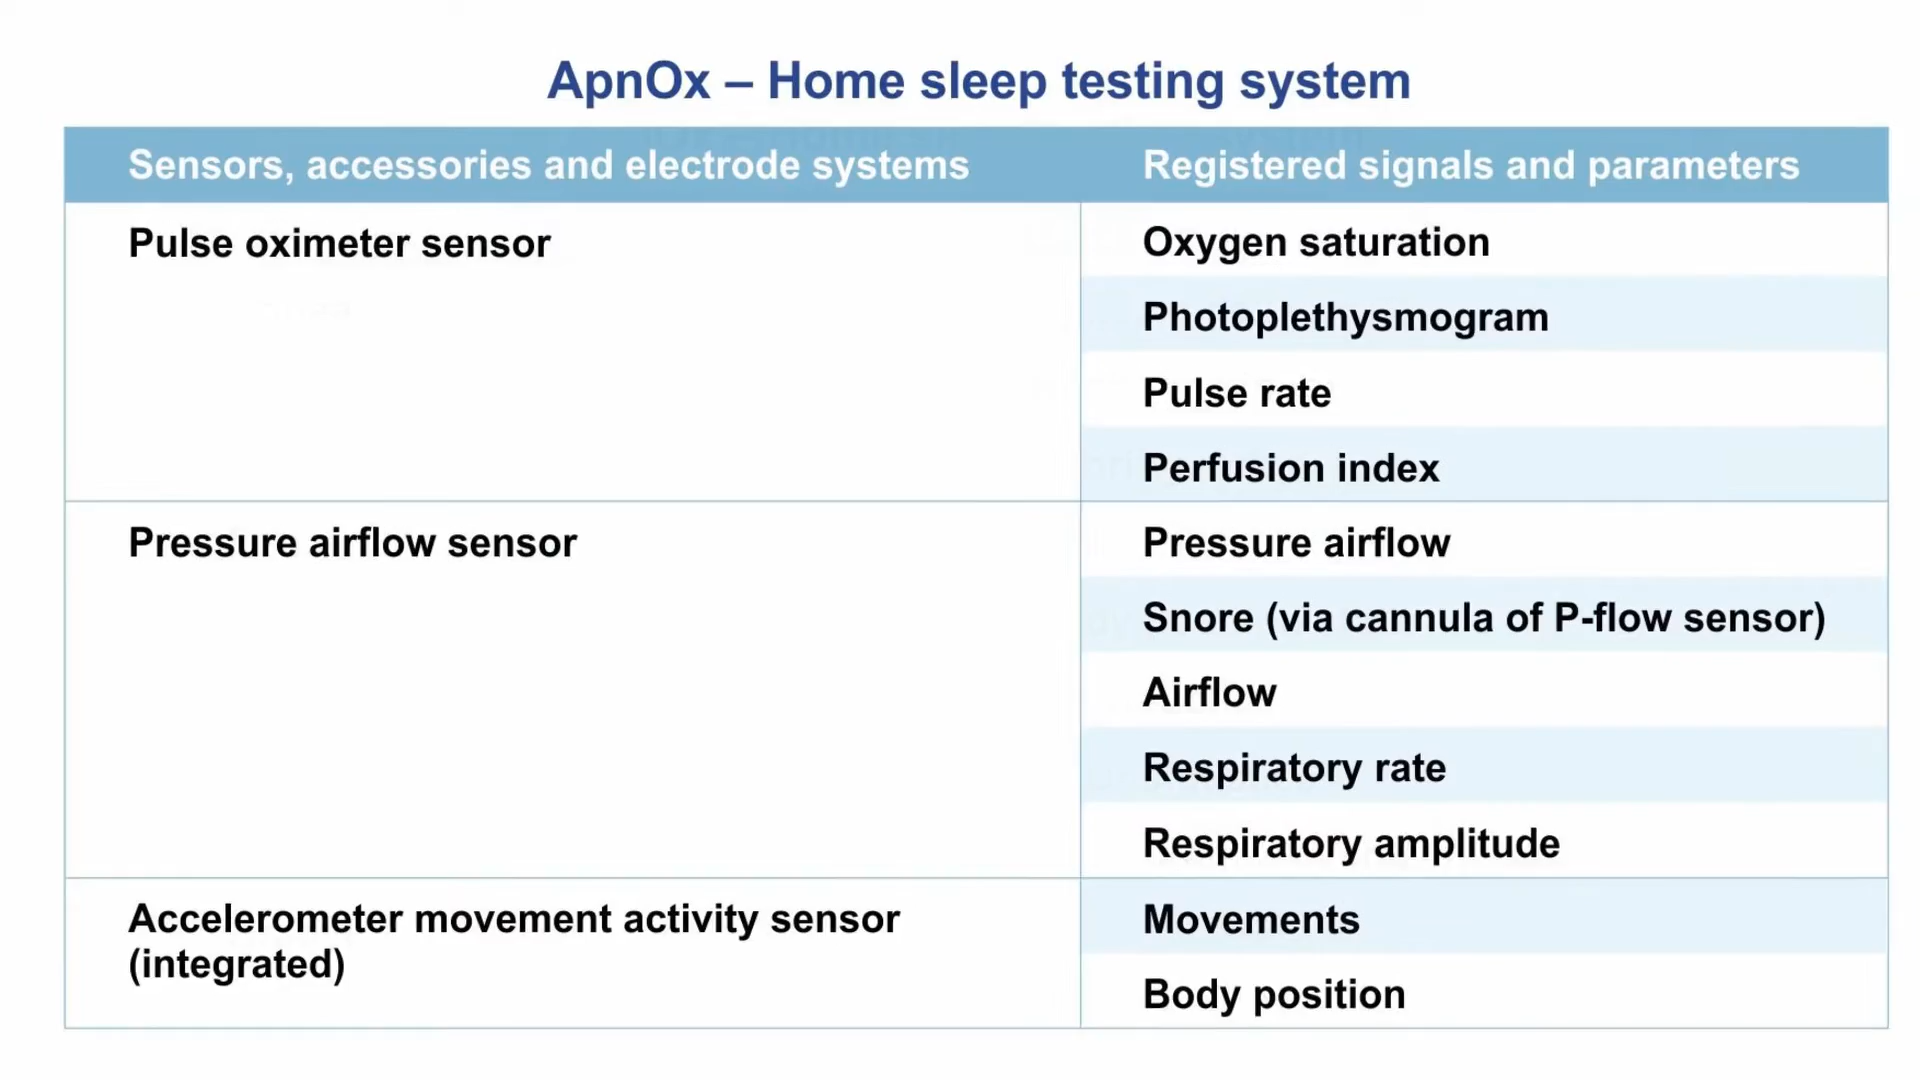 ApnOx – Home sleep testing system
Sensors, accessories and electrode systems
Registered signals and parameters
Pulse oximeter sensor
Oxygen saturation
Photoplethysmogram
Pulse rate
Perfusion index
Pressure airflow sensor
Pressure airflow
Snore (via cannula of P-flow sensor)
Airflow
Respiratory rate
Respiratory amplitude
Accelerometer movement activity sensor
(integrated)
Movements
Body position